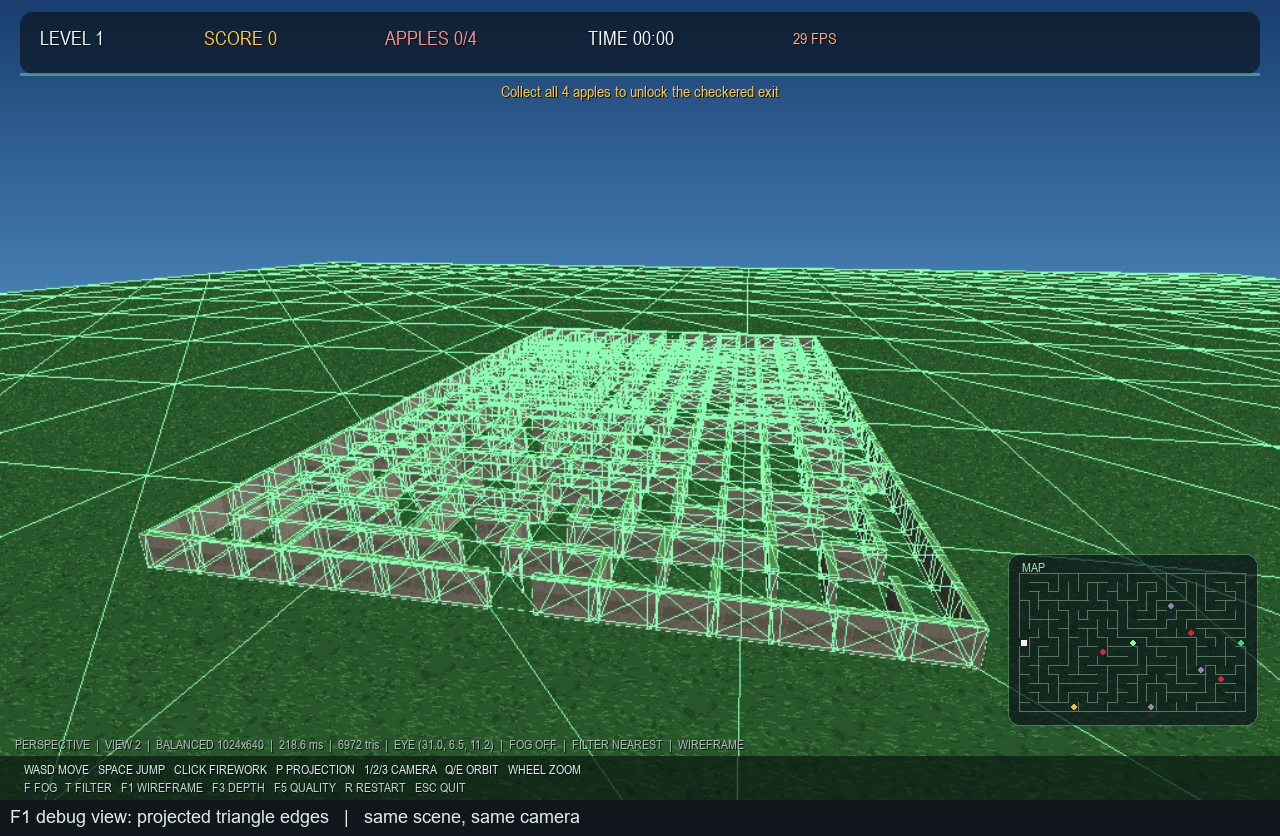 LEVEL 1 SCORE 0 APPLES 0/4 TIME 00:00 29 FPS
Collect all 4 apples to unlock the checkered exit
MAP
PERSPECTIVE | VIEW 2 | BALANCED 1024x640 | 218.6 ms | 6972 tris | EYE (31.0, 6.5, 11.2) | FOG OFF | FILTER NEAREST | WIREFRAME
WASD MOVE SPACE JUMP CLICK FIREWORK P PROJECTION 1/2/3 CAMERA Q/E ORBIT WHEEL ZOOM
F FOG T FILTER F1 WIREFRAME F3 DEPTH F5 QUALITY R RESTART ESC QUIT
F1 debug view: projected triangle edges | same scene, same camera